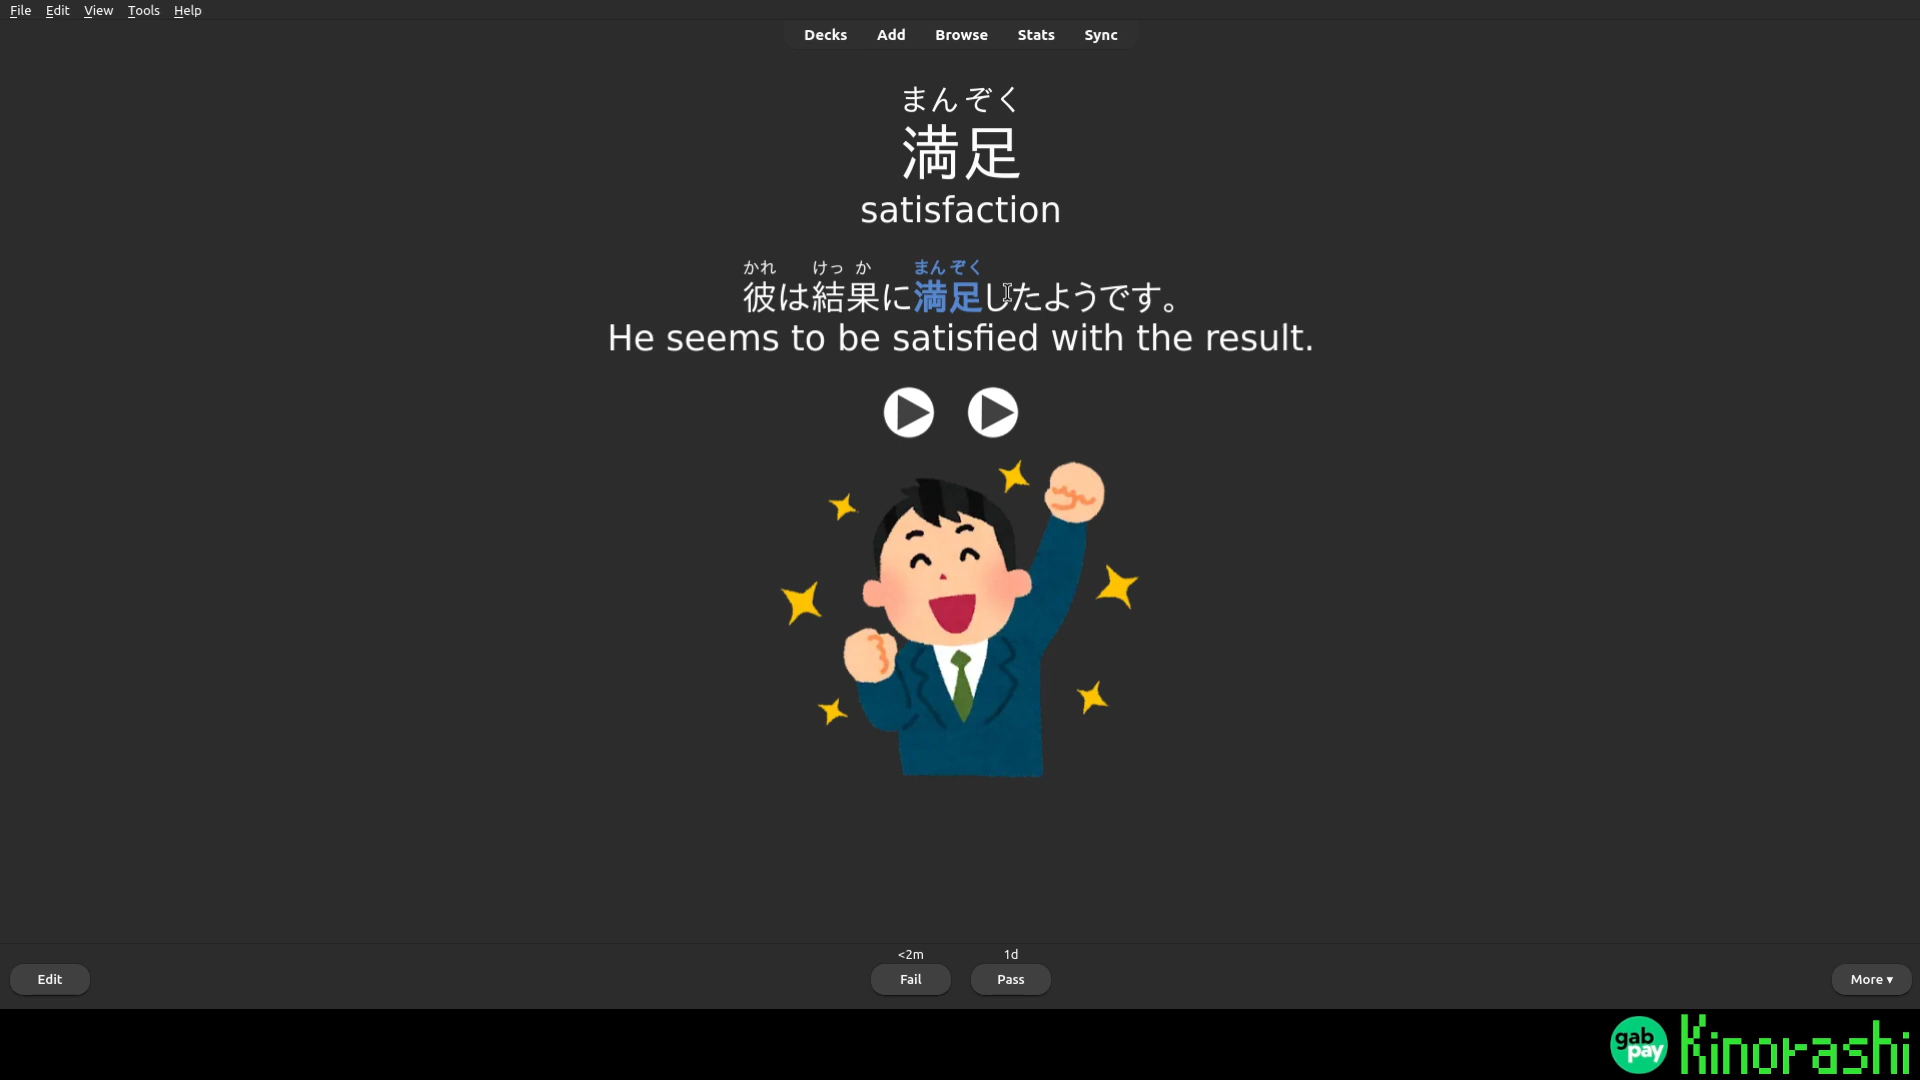 File Edit View Tools Help
Decks Add Browse Stats Sync
まんぞく
満足
satisfaction
かれ けっか まんぞく
彼は結果に満足したようです。
He seems to be satisfied with the result.
<2m 1d
Edit Fail Pass More ▾
gab pay Kinorashi